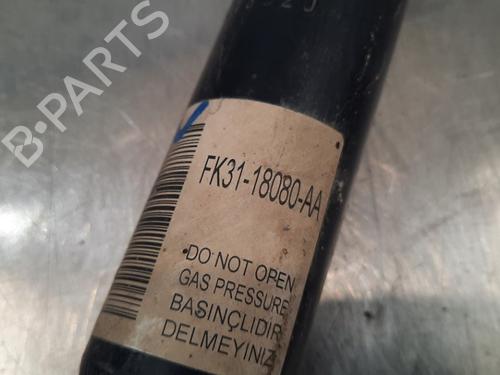 B-PARTS
FK31-18080-AA
DO NOT OPEN
GAS PRESSURE
BASINÇLIDIR
DELMEYINIZ